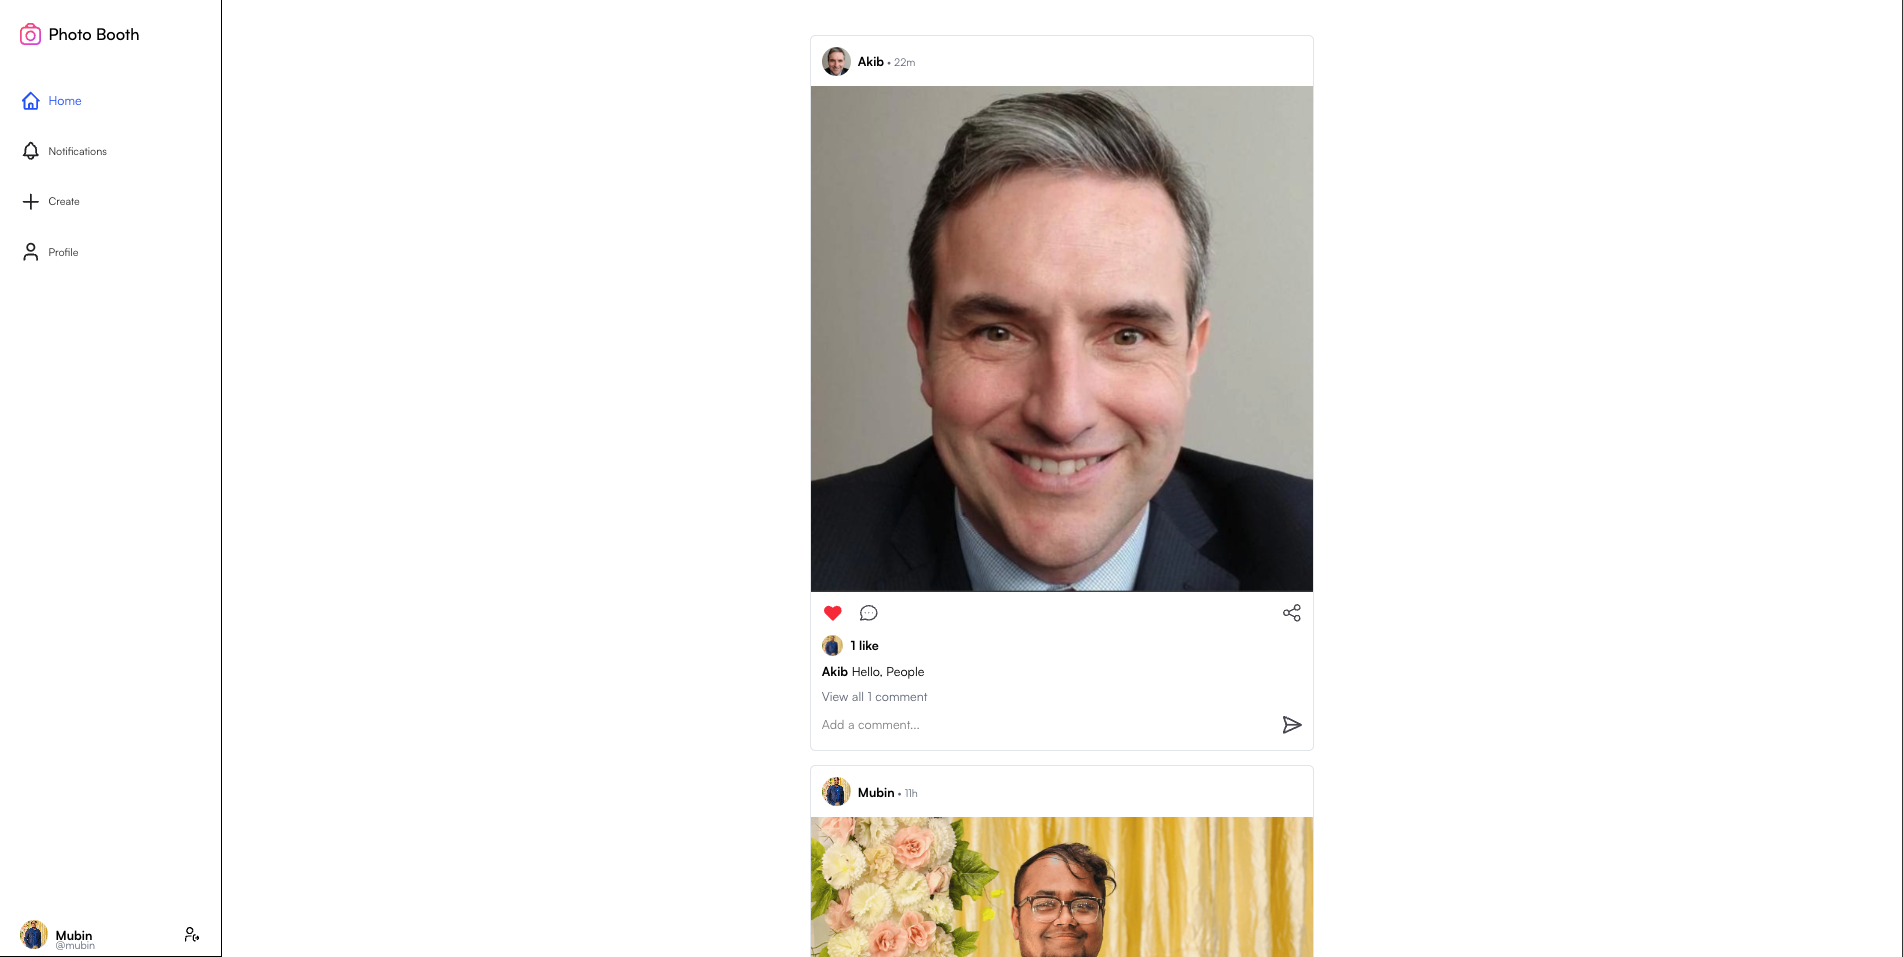 Photo Booth
Home
Notifications
Create
Profile
Mubin
@mubin
Akib • 22m
1 like
Akib Hello, People
View all 1 comment
Add a comment...
Mubin • 11h